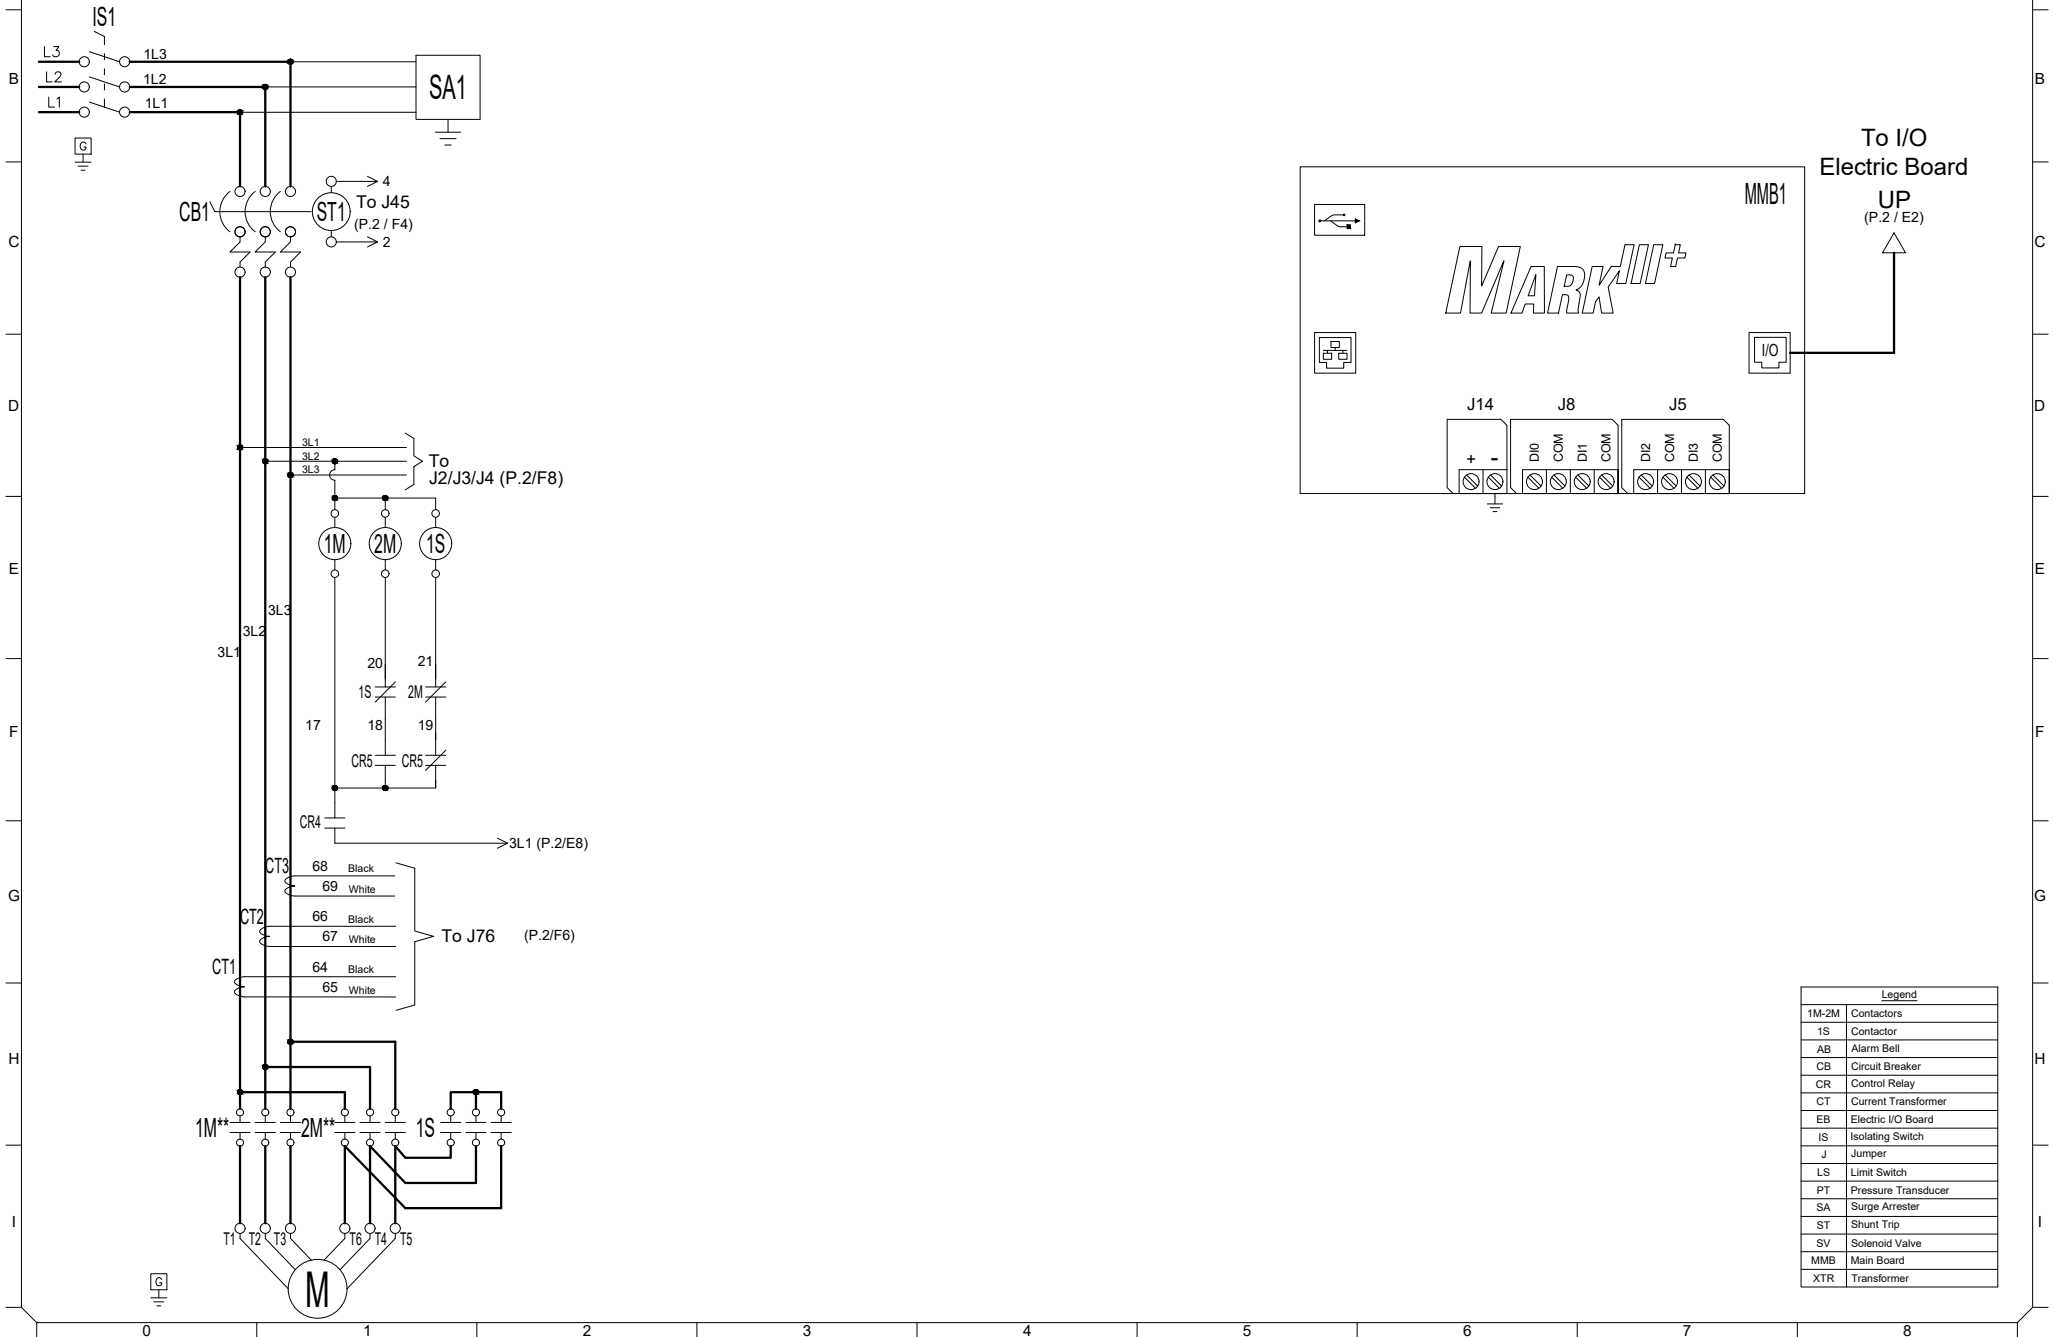 IS1
L3 1L3
B L2 1L2 SA1 B
L1 1L1
G
To I/O
Electric Board
UP
(P.2 / E2)
MMB1
4
CB1 ST1 To J45
(P.2 / F4)
2
C C
MARK III+
I/O
D D
J14 J8 J5
+ - DI0 COM DI1 COM DI2 COM DI3 COM
3L1
3L2
3L3
To
J2/J3/J4 (P.2/F8)
1M 2M 1S
E E
3L3
3L2
3L1
20 21
1S 2M
17 18 19
F F
CR5 CR5
CR4
3L1 (P.2/E8)
CT3 68 Black
69 White
G G
CT2 66 Black
67 White
To J76 (P.2/F6)
CT1 64 Black
65 White
Legend
1M-2M Contactors
1S Contactor
AB Alarm Bell
CB Circuit Breaker
CR Control Relay
CT Current Transformer
EB Electric I/O Board
IS Isolating Switch
J Jumper
LS Limit Switch
PT Pressure Transducer
SA Surge Arrester
ST Shunt Trip
SV Solenoid Valve
MMB Main Board
XTR Transformer
H H
1M** 2M** 1S
I I
T1 T2 T3 T6 T4 T5
M
G
0 1 2 3 4 5 6 7 8